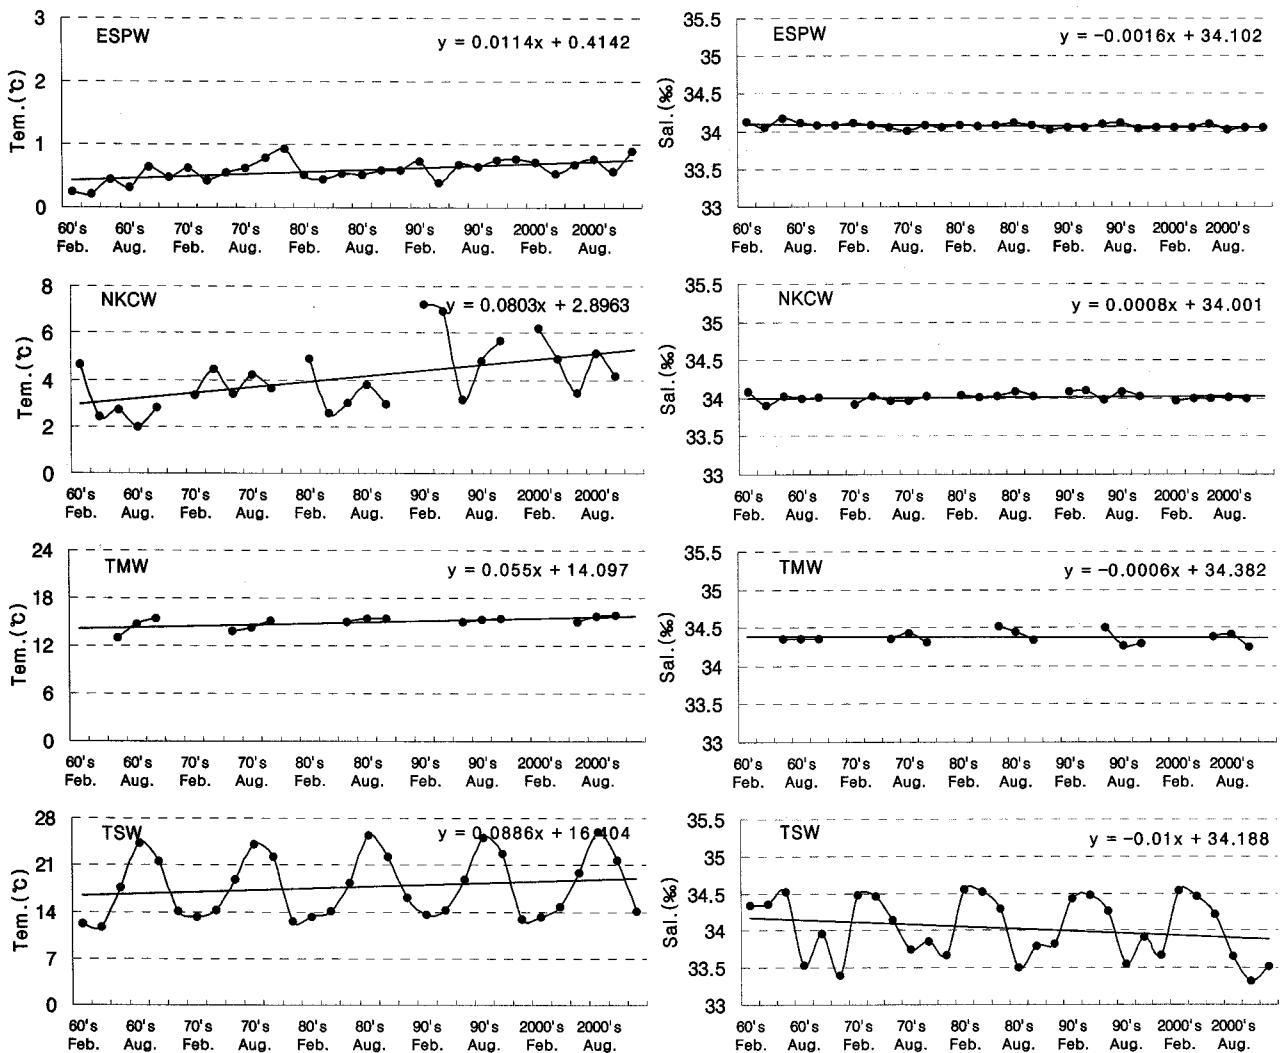 3
2
1
0
Tem.(℃)
ESPW
y = 0.0114x + 0.4142
60's 60's 70's 70's 80's 80's 90's 90's 2000's 2000's
Feb. Aug. Feb. Aug. Feb. Aug. Feb. Aug. Feb. Aug.
35.5
35
34.5
34
33.5
33
Sal.(‰)
ESPW
y = −0.0016x + 34.102
60's 60's 70's 70's 80's 80's 90's 90's 2000's 2000's
Feb. Aug. Feb. Aug. Feb. Aug. Feb. Aug. Feb. Aug.
8
6
4
2
0
Tem.(℃)
NKCW
y = 0.0803x + 2.8963
60's 60's 70's 70's 80's 80's 90's 90's 2000's 2000's
Feb. Aug. Feb. Aug. Feb. Aug. Feb. Aug. Feb. Aug.
35.5
35
34.5
34
33.5
33
Sal.(‰)
NKCW
y = 0.0008x + 34.001
60's 60's 70's 70's 80's 80's 90's 90's 2000's 2000's
Feb. Aug. Feb. Aug. Feb. Aug. Feb. Aug. Feb. Aug.
24
18
12
6
0
Tem.(℃)
TMW
y = 0.055x + 14.097
60's 60's 70's 70's 80's 80's 90's 90's 2000's 2000's
Feb. Aug. Feb. Aug. Feb. Aug. Feb. Aug. Feb. Aug.
35.5
35
34.5
34
33.5
33
Sal.(‰)
TMW
y = −0.0006x + 34.382
60's 60's 70's 70's 80's 80's 90's 90's 2000's 2000's
Feb. Aug. Feb. Aug. Feb. Aug. Feb. Aug. Feb. Aug.
28
21
14
7
0
Tem.(℃)
TSW
y = 0.0886x + 16.404
60's 60's 70's 70's 80's 80's 90's 90's 2000's 2000's
Feb. Aug. Feb. Aug. Feb. Aug. Feb. Aug. Feb. Aug.
35.5
35
34.5
34
33.5
33
Sal.(‰)
TSW
y = −0.01x + 34.188
60's 60's 70's 70's 80's 80's 90's 90's 2000's 2000's
Feb. Aug. Feb. Aug. Feb. Aug. Feb. Aug. Feb. Aug.